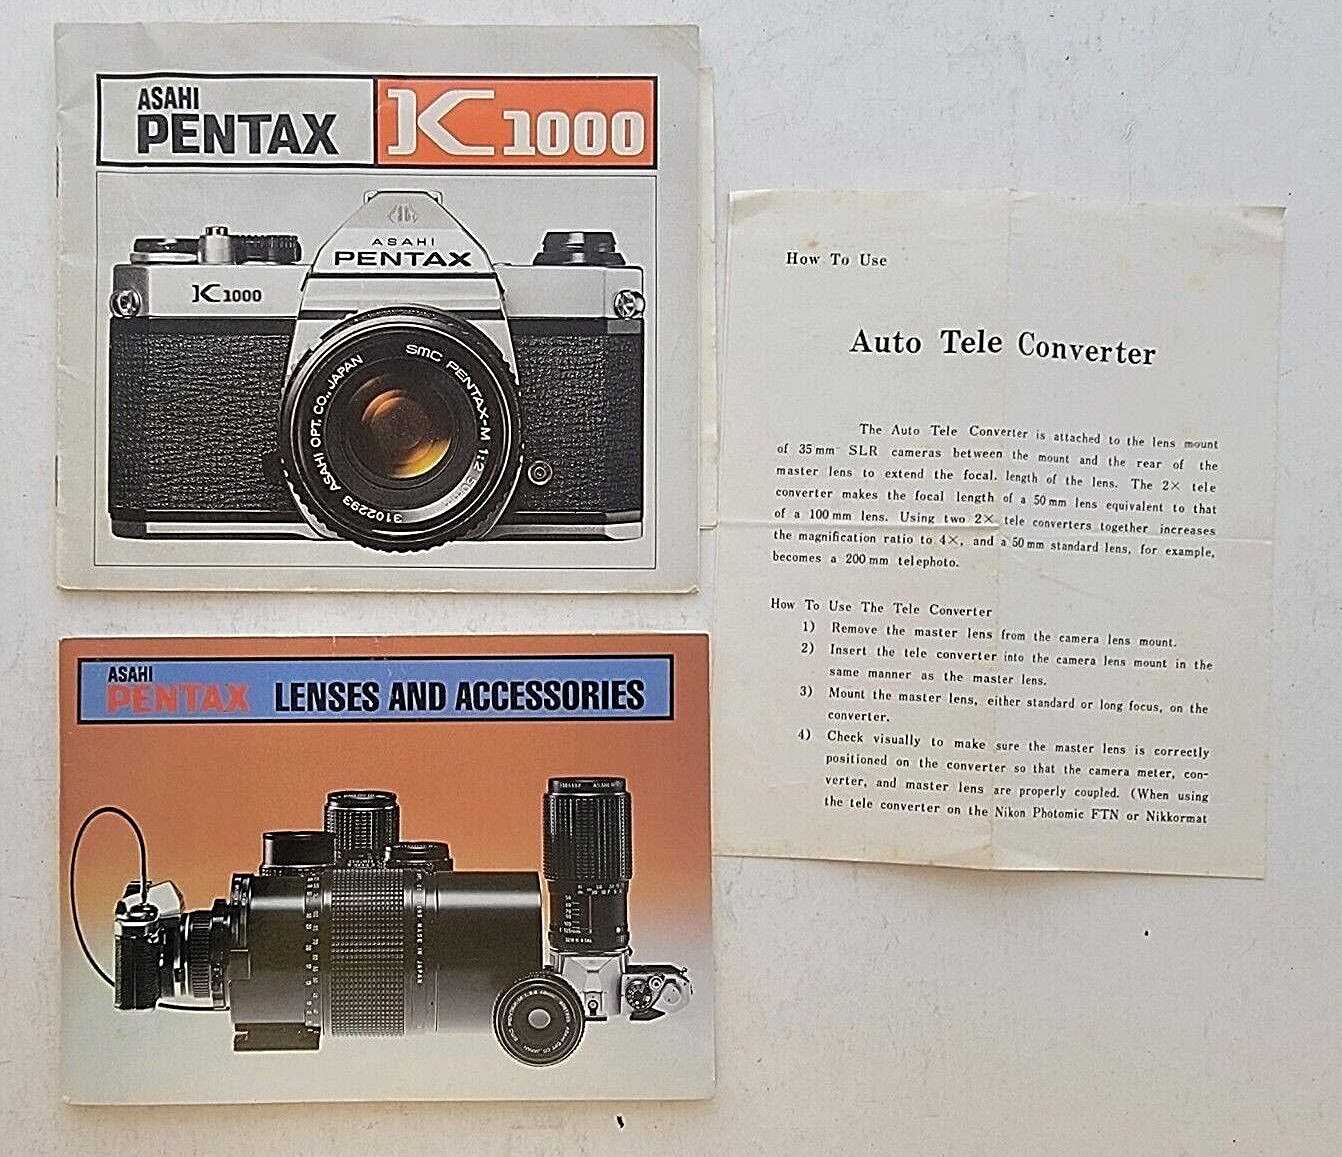 ASAHI
PENTAX
K1000
ASAHI
PENTAX
K1000
SMC PENTAX-M 1:2 50mm
ASAHI OPT. CO., JAPAN
3102293
How To Use
Auto Tele Converter
The Auto Tele Converter is attached to the lens mount
of 35mm SLR cameras between the mount and the rear of the
master lens to extend the focal, length of the lens. The 2× tele
converter makes the focal length of a 50mm lens equivalent to that
of a 100mm lens. Using two 2× tele converters together increases
the magnification ratio to 4×, and a 50mm standard lens, for example,
becomes a 200mm telephoto.
How To Use The Tele Converter
1) Remove the master lens from the camera lens mount.
2) Insert the tele converter into the camera lens mount in the
same manner as the master lens.
3) Mount the master lens, either standard or long focus, on the
converter.
4) Check visually to make sure the master lens is correctly
positioned on the converter so that the camera meter, con-
verter, and master lens are properly coupled. (When using
the tele converter on the Nikon Photomic FTN or Nikkormat
ASAHI
PENTAX
LENSES AND ACCESSORIES
MADE IN JAPAN